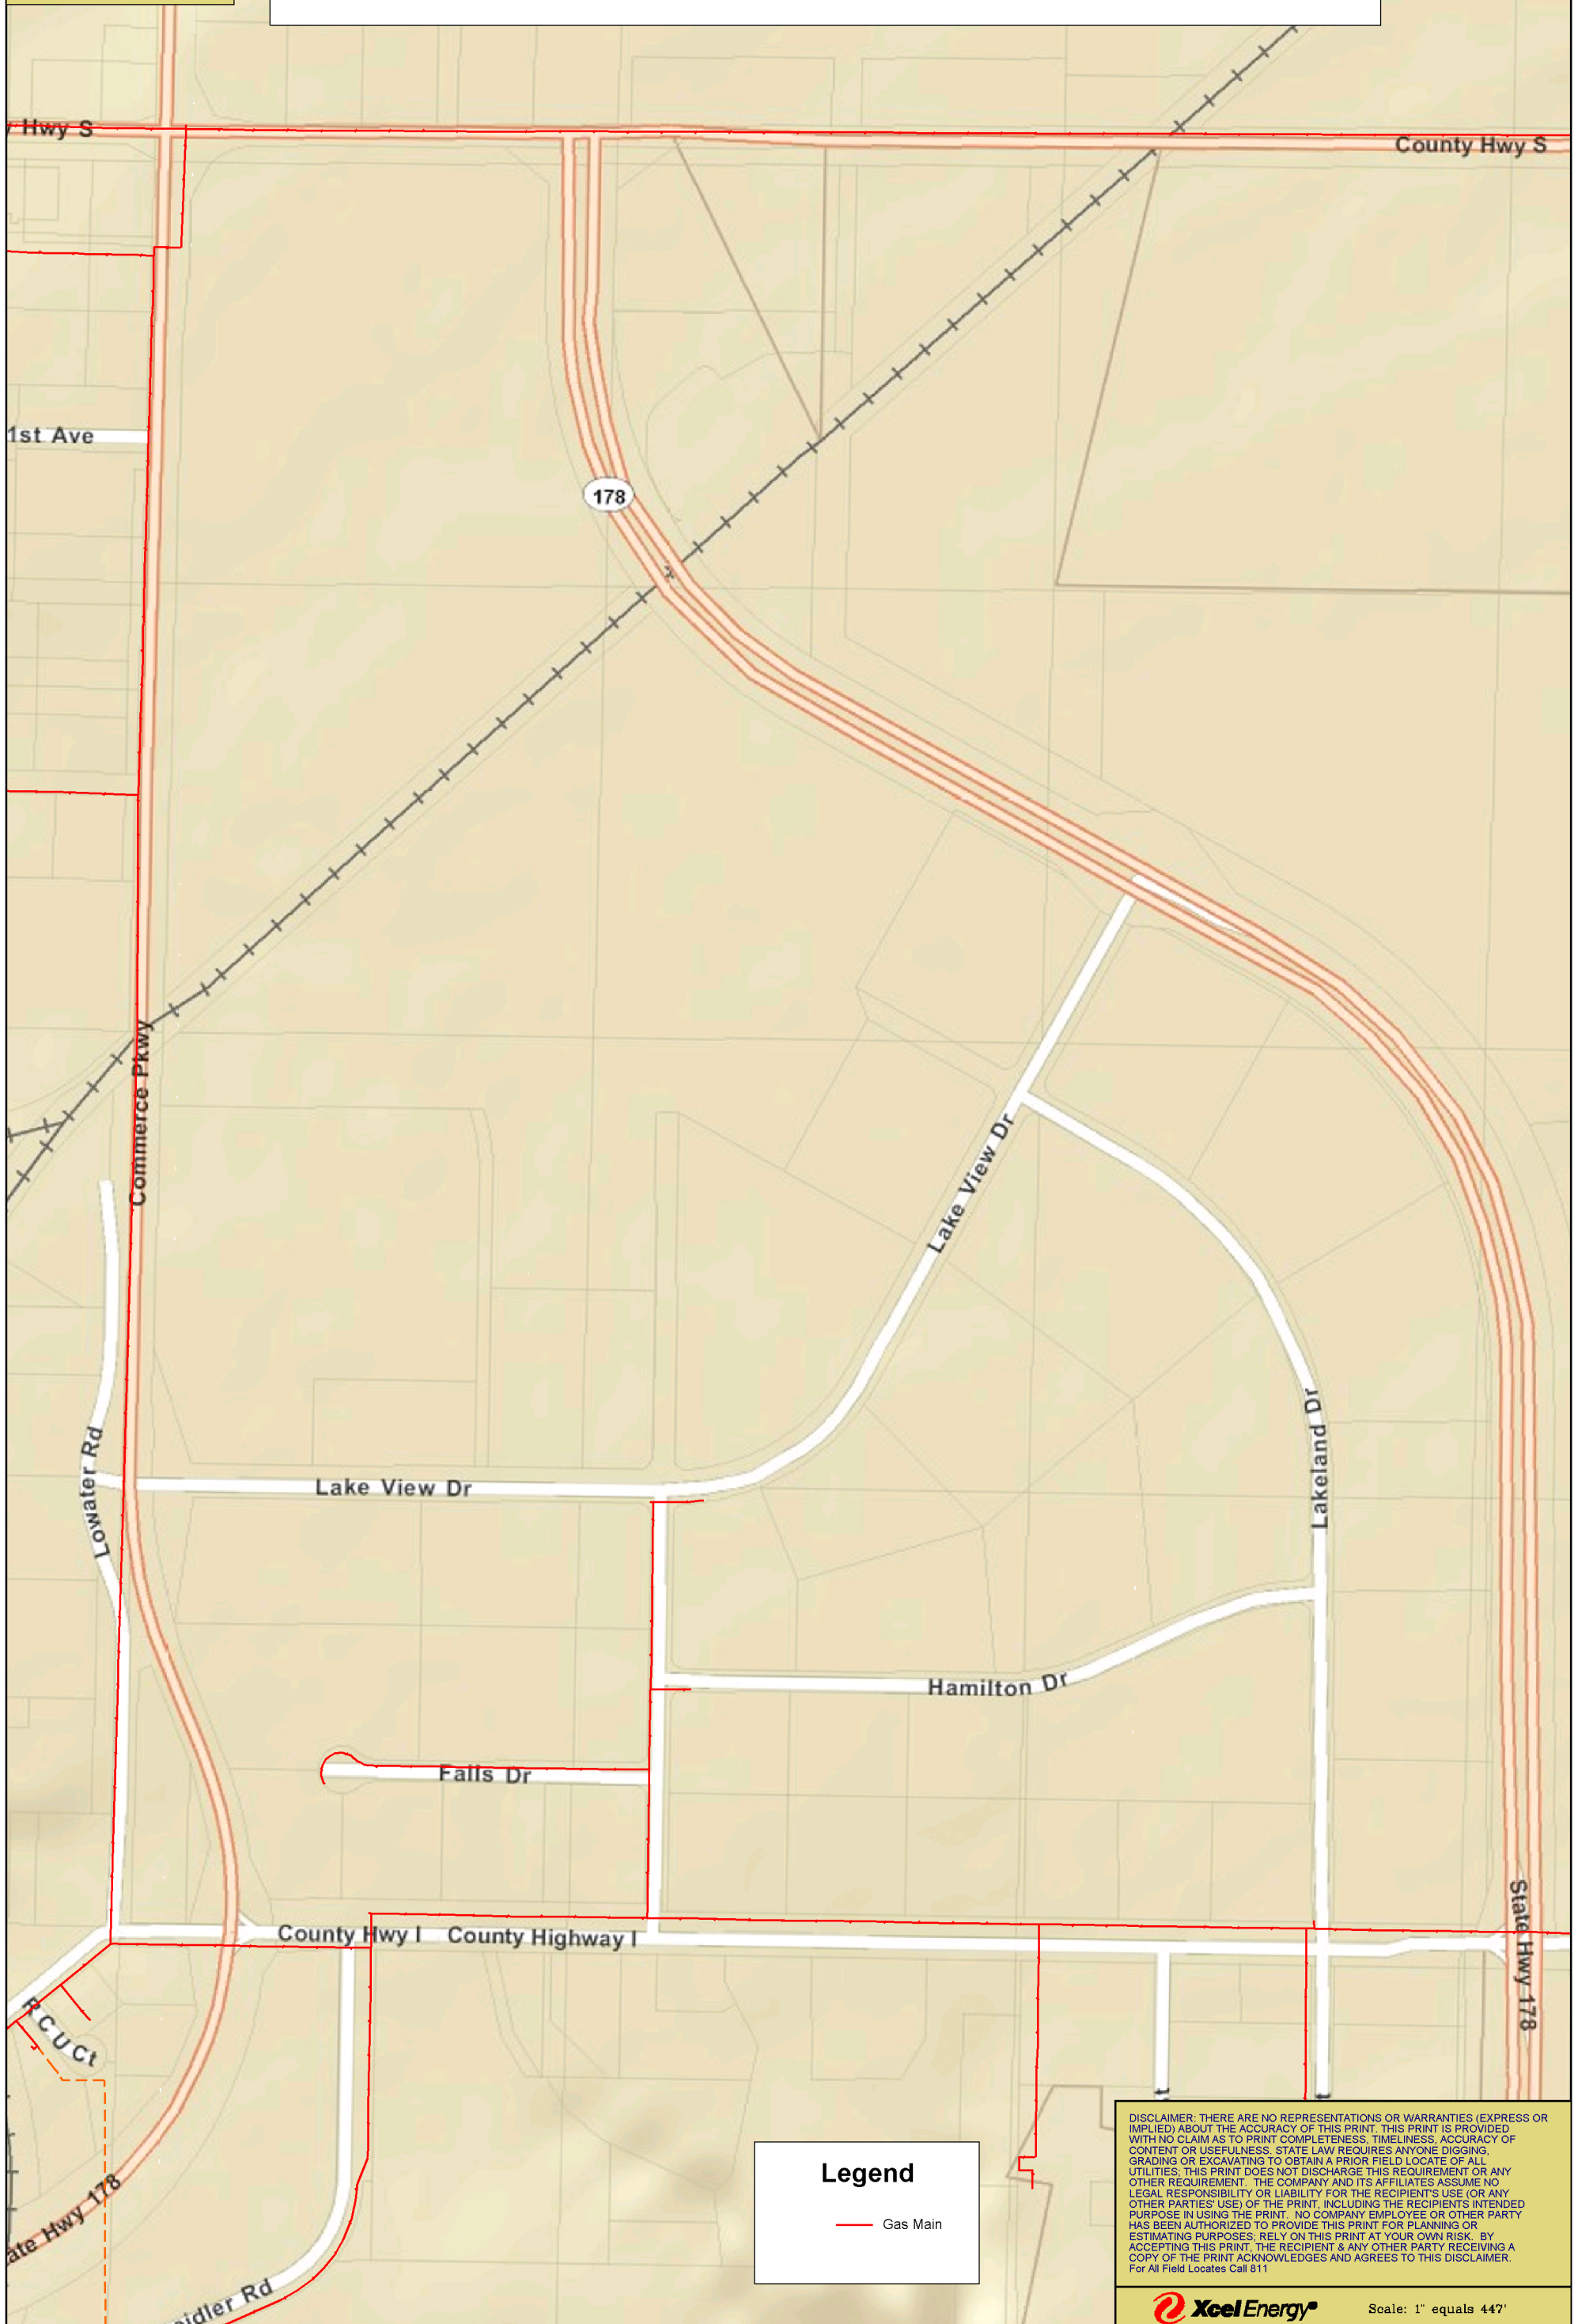 Hwy S
County Hwy S
1st Ave
178
Commerce Pkwy
Lake View Dr
Lowater Rd
Lake View Dr
Lakeland Dr
Hamilton Dr
Falls Dr
County Hwy I
County Highway I
State Hwy 178
R C U Ct
ate Hwy 178
idler Rd
t
t
Legend
Gas Main
DISCLAIMER: THERE ARE NO REPRESENTATIONS OR WARRANTIES (EXPRESS OR
IMPLIED) ABOUT THE ACCURACY OF THIS PRINT. THIS PRINT IS PROVIDED
WITH NO CLAIM AS TO PRINT COMPLETENESS, TIMELINESS, ACCURACY OF
CONTENT OR USEFULNESS. STATE LAW REQUIRES ANYONE DIGGING,
GRADING OR EXCAVATING TO OBTAIN A PRIOR FIELD LOCATE OF ALL
UTILITIES; THIS PRINT DOES NOT DISCHARGE THIS REQUIREMENT OR ANY
OTHER REQUIREMENT. THE COMPANY AND ITS AFFILIATES ASSUME NO
LEGAL RESPONSIBILITY OR LIABILITY FOR THE RECIPIENT'S USE (OR ANY
OTHER PARTIES' USE) OF THE PRINT, INCLUDING THE RECIPIENTS INTENDED
PURPOSE IN USING THE PRINT. NO COMPANY EMPLOYEE OR OTHER PARTY
HAS BEEN AUTHORIZED TO PROVIDE THIS PRINT FOR PLANNING OR
ESTIMATING PURPOSES; RELY ON THIS PRINT AT YOUR OWN RISK. BY
ACCEPTING THIS PRINT, THE RECIPIENT & ANY OTHER PARTY RECEIVING A
COPY OF THE PRINT ACKNOWLEDGES AND AGREES TO THIS DISCLAIMER.
For All Field Locates Call 811
Xcel Energy®
Scale: 1" equals 447'